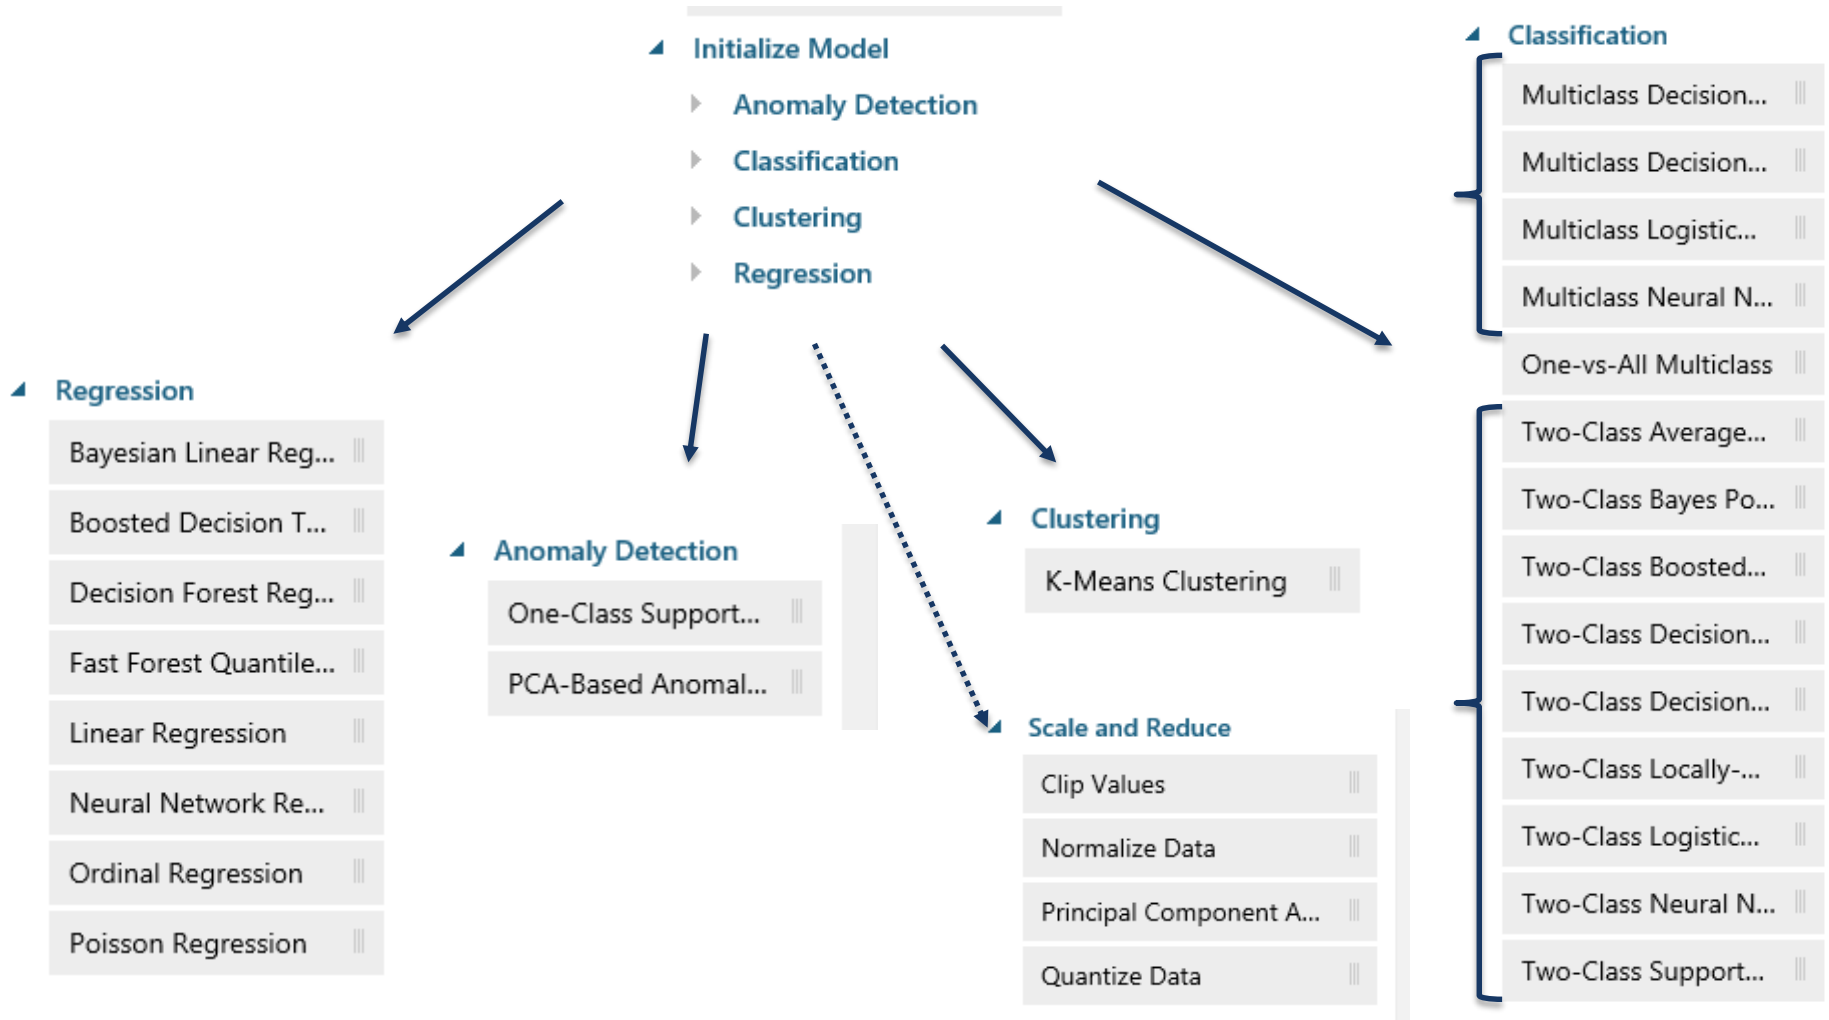 Initialize Model
Anomaly Detection
Classification
Clustering
Regression
Regression
Bayesian Linear Reg...
Boosted Decision T...
Decision Forest Reg...
Fast Forest Quantile...
Linear Regression
Neural Network Re...
Ordinal Regression
Poisson Regression
Anomaly Detection
One-Class Support...
PCA-Based Anomal...
Clustering
K-Means Clustering
Scale and Reduce
Clip Values
Normalize Data
Principal Component A...
Quantize Data
Classification
Multiclass Decision...
Multiclass Decision...
Multiclass Logistic...
Multiclass Neural N...
One-vs-All Multiclass
Two-Class Average...
Two-Class Bayes Po...
Two-Class Boosted...
Two-Class Decision...
Two-Class Decision...
Two-Class Locally-...
Two-Class Logistic...
Two-Class Neural N...
Two-Class Support...